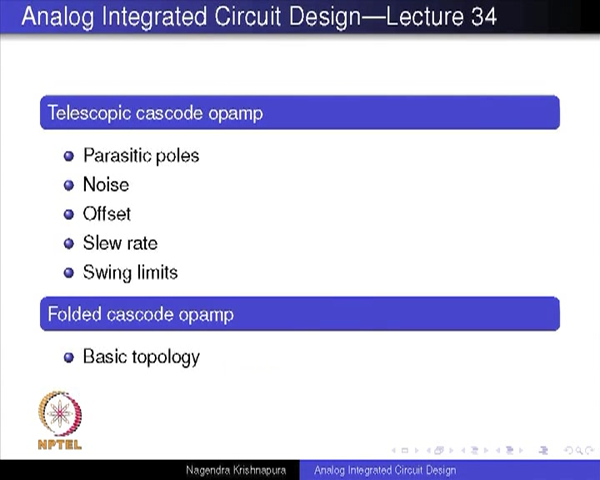 Analog Integrated Circuit Design—Lecture 34
Telescopic cascode opamp
Parasitic poles
Noise
Offset
Slew rate
Swing limits
Folded cascode opamp
Basic topology
NPTEL
Nagendra Krishnapura Analog Integrated Circuit Design